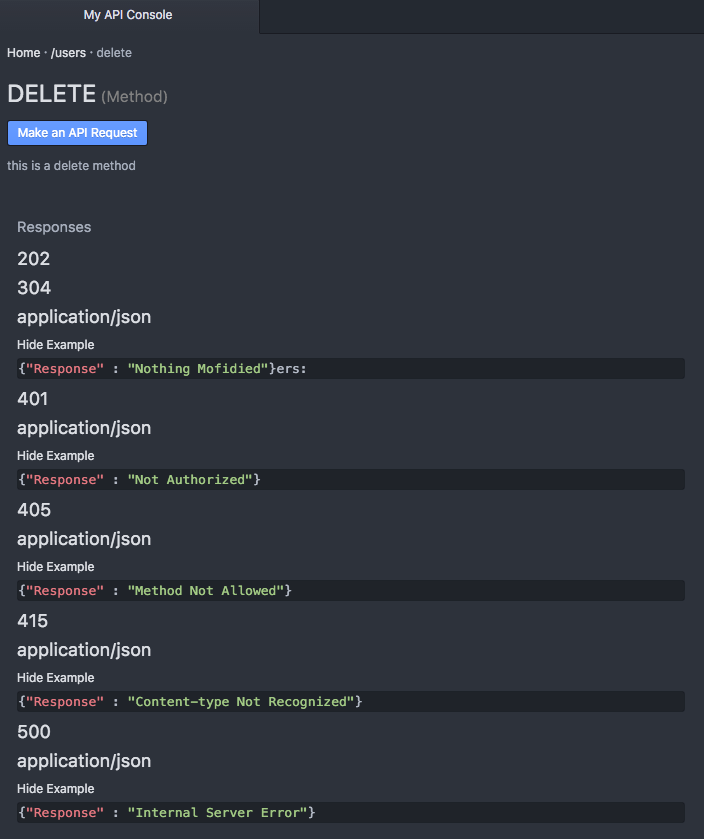 My API Console
Home · /users · delete
DELETE (Method)
Make an API Request
this is a delete method
Responses
202
304
application/json
Hide Example
{"Response" : "Nothing Mofidied"}ers:
401
application/json
Hide Example
{"Response" : "Not Authorized"}
405
application/json
Hide Example
{"Response" : "Method Not Allowed"}
415
application/json
Hide Example
{"Response" : "Content-type Not Recognized"}
500
application/json
Hide Example
{"Response" : "Internal Server Error"}